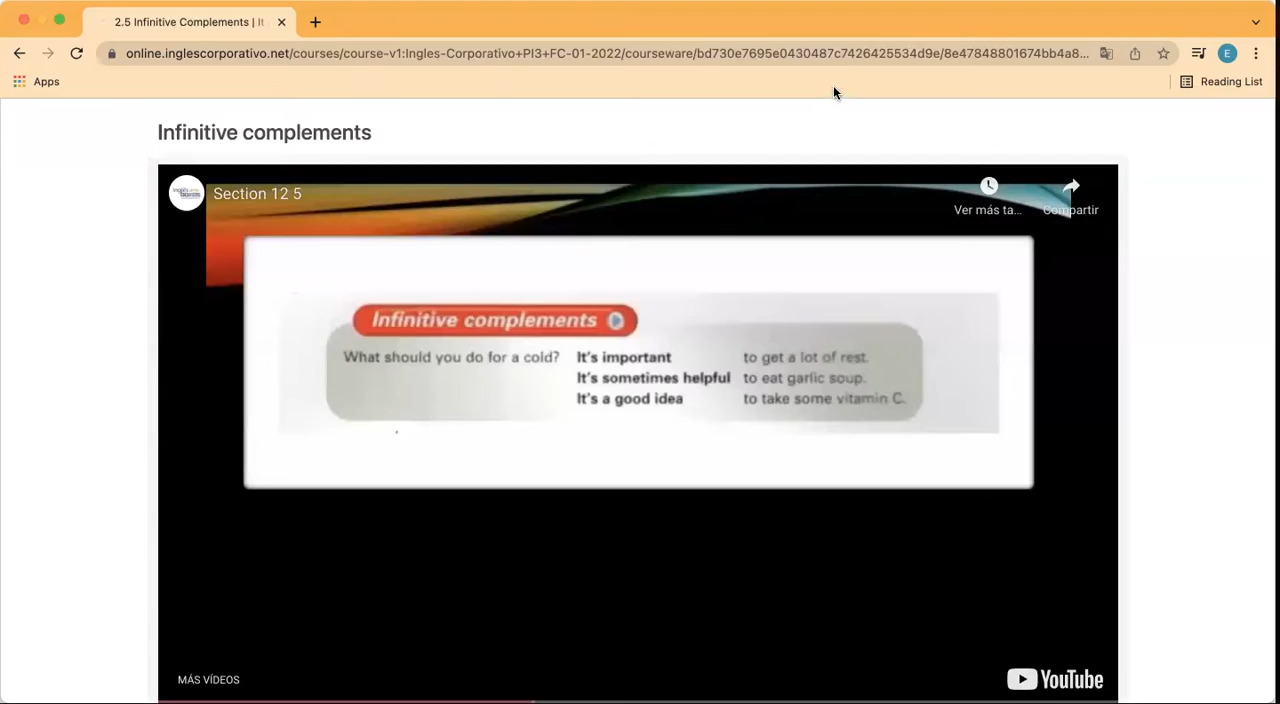 2.5 Infinitive Complements | It
online.inglescorporativo.net/courses/course-v1:Ingles-Corporativo+PI3+FC-01-2022/courseware/bd730e7695e0430487c7426425534d9e/8e47848801674bb4a8...
E
Apps
Reading List
Infinitive complements
Section 12 5
Ver más ta...
Compartir
Infinitive complements
What should you do for a cold? It's important to get a lot of rest.
It's sometimes helpful to eat garlic soup.
It's a good idea to take some vitamin C.
MÁS VÍDEOS
YouTube